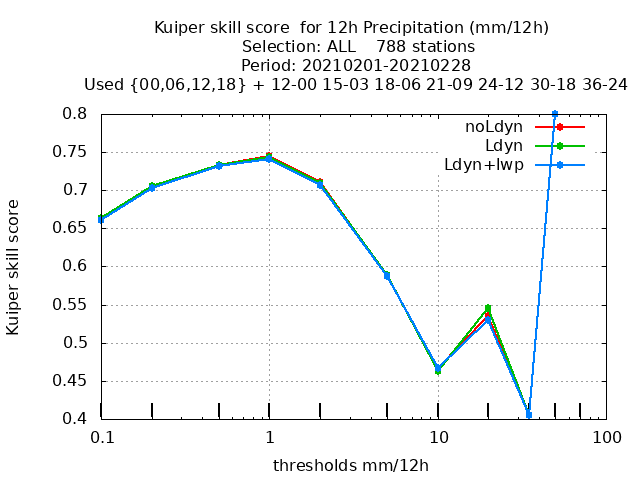 Kuiper skill score  for 12h Precipitation (mm/12h)
Selection: ALL    788 stations
Period: 20210201-20210228
Used {00,06,12,18} + 12-00 15-03 18-06 21-09 24-12 30-18 36-24
noLdyn
Ldyn
Ldyn+lwp
Kuiper skill score
0.8
0.75
0.7
0.65
0.6
0.55
0.5
0.45
0.4
0.1 1 10 100
thresholds mm/12h